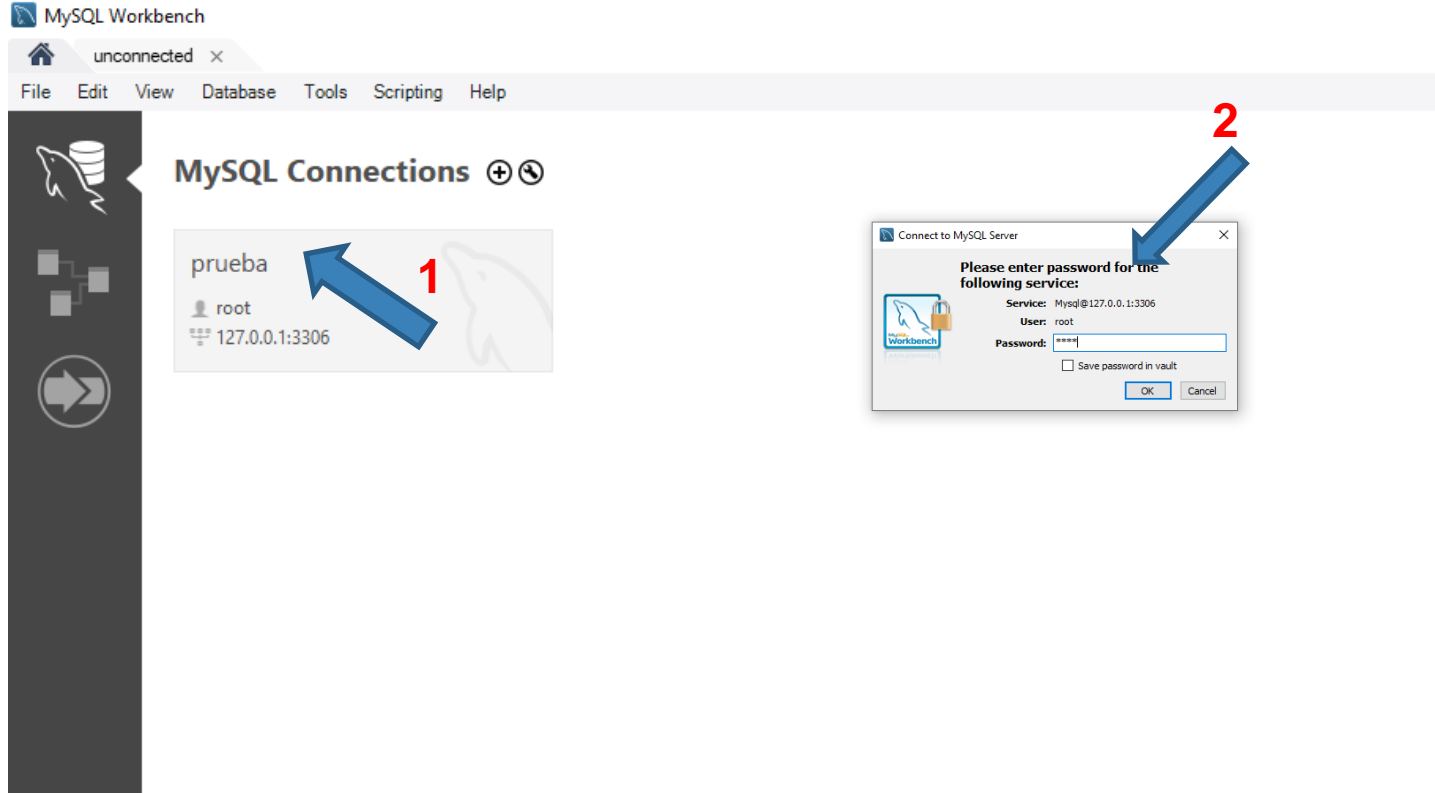 MySQL Workbench
unconnected
File Edit View Database Tools Scripting Help
MySQL Connections
prueba
root
127.0.0.1:3306
1
2
Connect to MySQL Server
Please enter password for the
following service:
Service: Mysql@127.0.0.1:3306
User: root
MySQL
Workbench
Password: ****
Save password in vault
OK Cancel